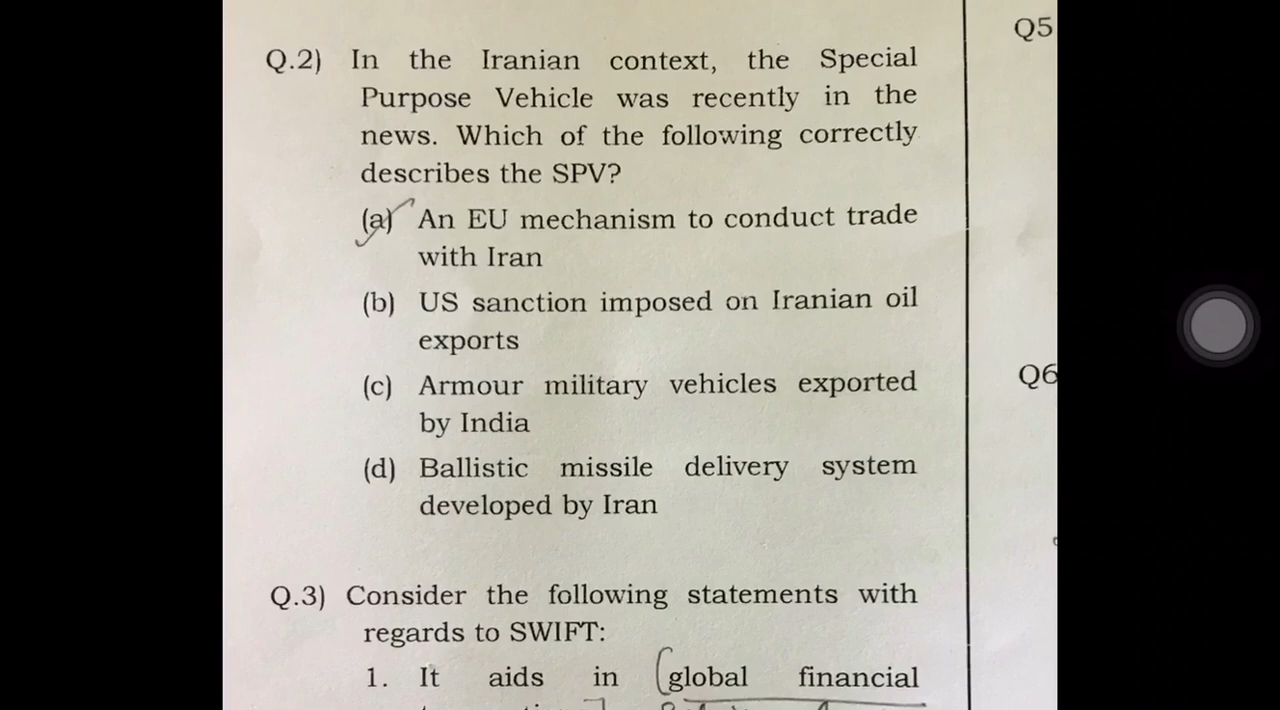 Q.2) In the Iranian context, the Special
Purpose Vehicle was recently in the
news. Which of the following correctly
describes the SPV?
(a) An EU mechanism to conduct trade
with Iran
(b) US sanction imposed on Iranian oil
exports
(c) Armour military vehicles exported
by India
(d) Ballistic missile delivery system
developed by Iran
Q.3) Consider the following statements with
regards to SWIFT:
1. It aids in global financial
Q5
Q6